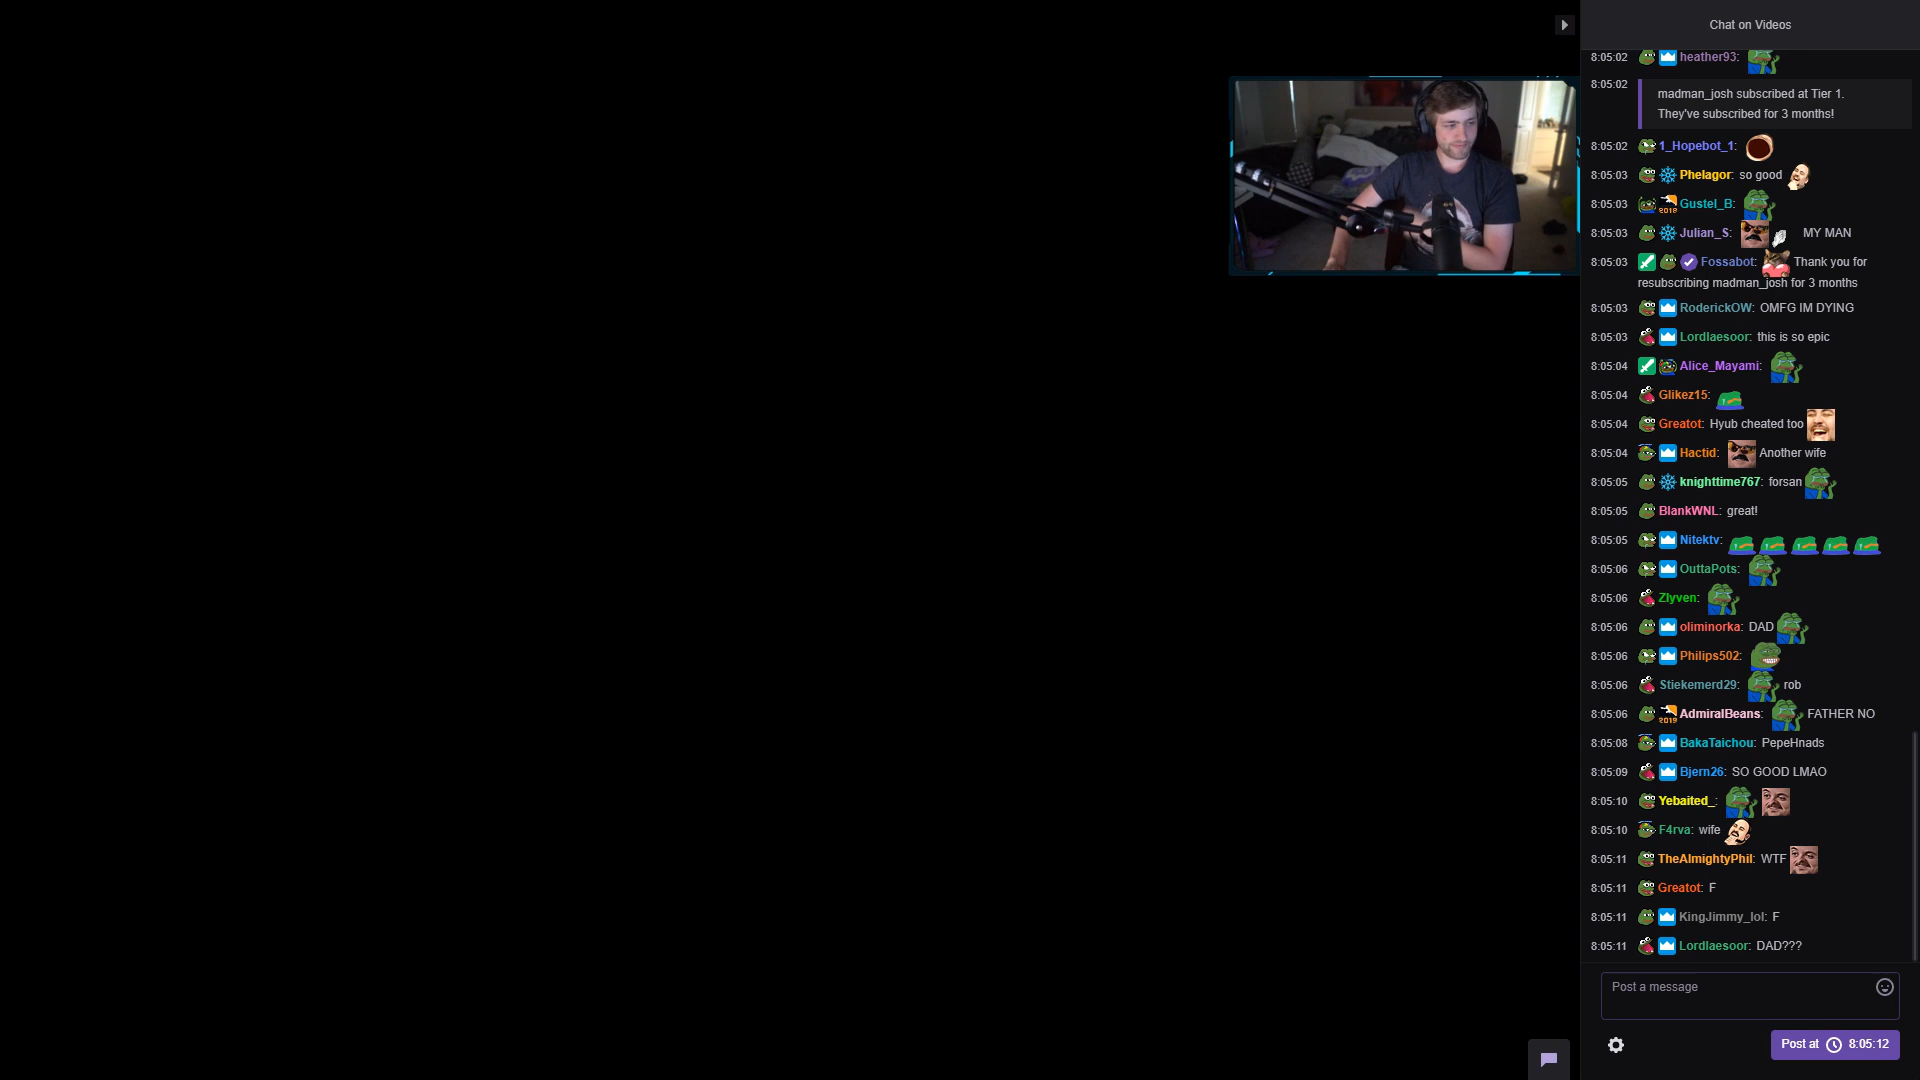 Chat on Videos
8:05:02 heather93:
8:05:02 madman_josh subscribed at Tier 1.
They've subscribed for 3 months!
8:05:02 1_Hopebot_1:
8:05:03 Phelagor: so good
8:05:03 2018 Gustel_B:
8:05:03 Julian_S: MY MAN
8:05:03 Fossabot: Thank you for
resubscribing madman_josh for 3 months
8:05:03 RoderickOW: OMFG IM DYING
8:05:03 Lordlaesoor: this is so epic
8:05:04 Alice_Mayami:
8:05:04 Glikez15:
8:05:04 Greatot: Hyub cheated too
8:05:04 Hactid: Another wife
8:05:05 knighttime767: forsan
8:05:05 BlankWNL: great!
8:05:05 Nitektv:
8:05:06 OuttaPots:
8:05:06 Zlyven:
8:05:06 oliminorka: DAD
8:05:06 Philips502:
8:05:06 Stiekemerd29: rob
8:05:06 2019 AdmiralBeans: FATHER NO
8:05:08 BakaTaichou: PepeHnads
8:05:09 Bjern26: SO GOOD LMAO
8:05:10 Yebaited_:
8:05:10 F4rva: wife
8:05:11 TheAlmightyPhil: WTF
8:05:11 Greatot: F
8:05:11 KingJimmy_lol: F
8:05:11 Lordlaesoor: DAD???
Post a message
Post at 8:05:12